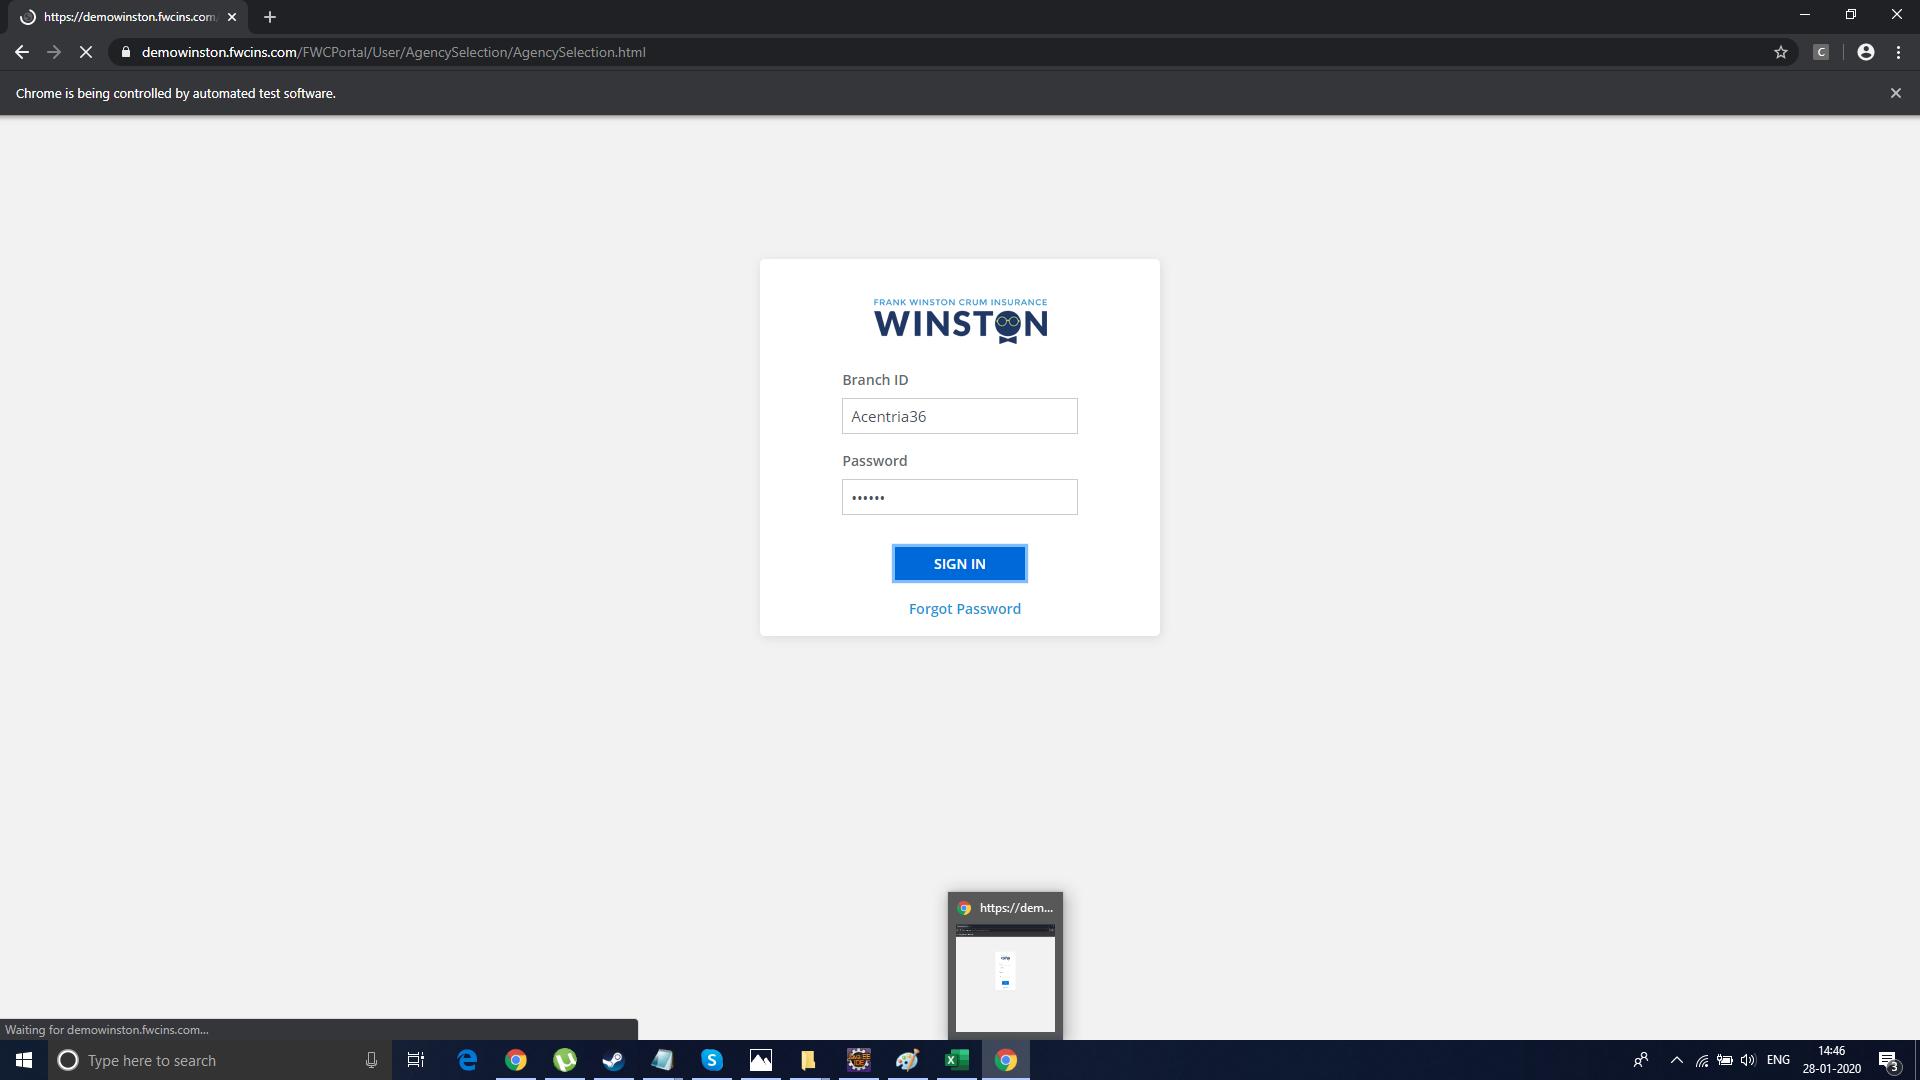 https://demowinston.fwcins.com/
demowinston.fwcins.com/FWCPortal/User/AgencySelection/AgencySelection.html
C
Chrome is being controlled by automated test software.
FRANK WINSTON CRUM INSURANCE
WINSTON
Branch ID
Acentria36
Password
••••••
SIGN IN
Forgot Password
https://dem...
Waiting for demowinston.fwcins.com...
Type here to search
ENG
14:46
28-01-2020
3